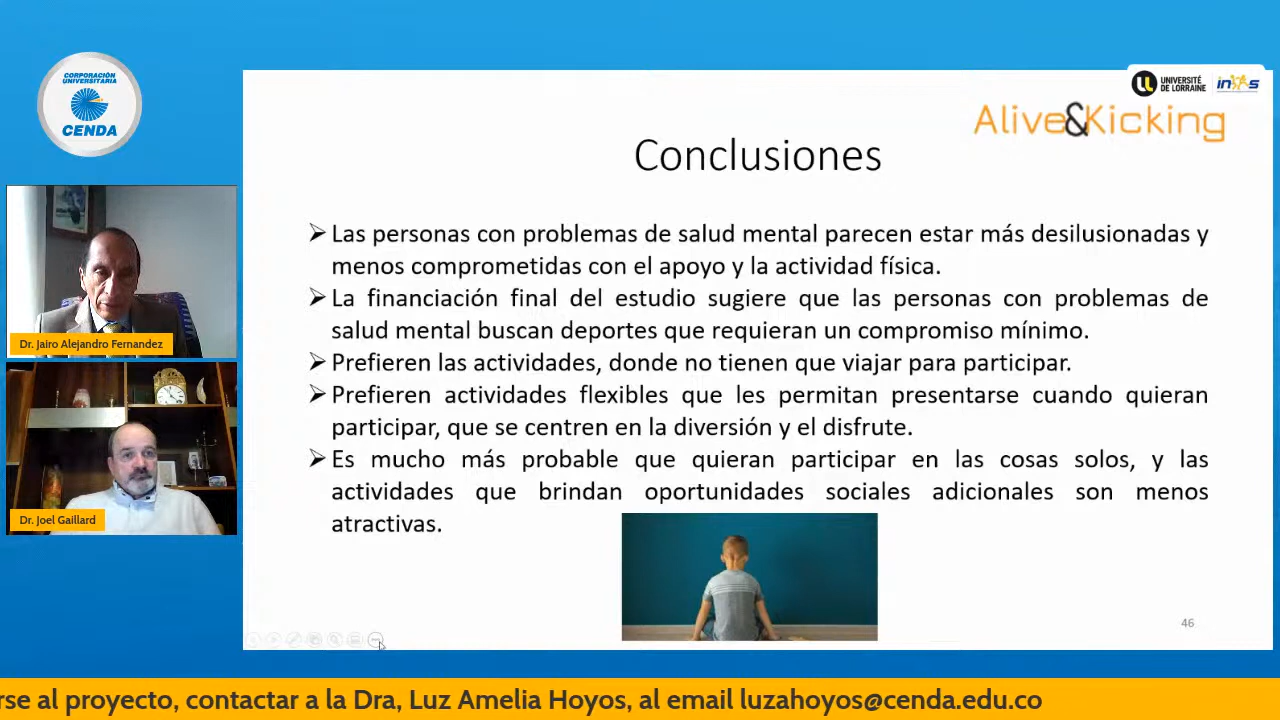 CORPORACIÓN
UNIVERSITARIA
CENDA
UNIVERSITÉ
DE LORRAINE
Alive&Kicking
Conclusiones
Las personas con problemas de salud mental parecen estar más desilusionadas y
menos comprometidas con el apoyo y la actividad física.
La financiación final del estudio sugiere que las personas con problemas de
salud mental buscan deportes que requieran un compromiso mínimo.
Prefieren las actividades, donde no tienen que viajar para participar.
Prefieren actividades flexibles que les permitan presentarse cuando quieran
participar, que se centren en la diversión y el disfrute.
Es mucho más probable que quieran participar en las cosas solos, y las
actividades que brindan oportunidades sociales adicionales son menos
atractivas.
Dr. Jairo Alejandro Fernandez
Dr. Joel Gaillard
46
rse al proyecto, contactar a la Dra, Luz Amelia Hoyos, al email luzahoyos@cenda.edu.co